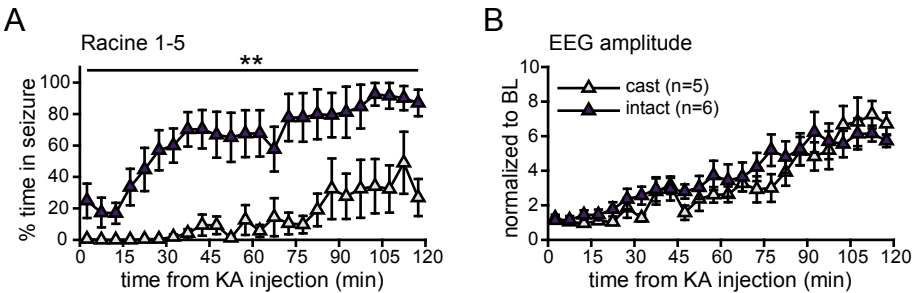 A
Racine 1-5
**
% time in seizure
100
80
60
40
20
0
0 15 30 45 60 75 90 105 120
time from KA injection (min)
B
EEG amplitude
cast (n=5)
intact (n=6)
normalized to BL
10
8
6
4
2
0
0 15 30 45 60 75 90 105 120
time from KA injection (min)